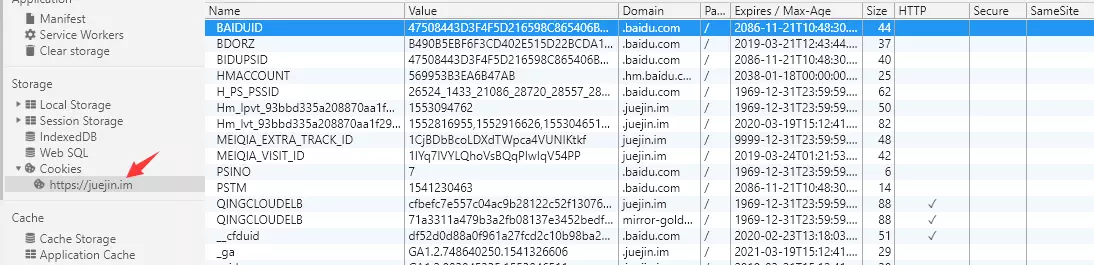 Application
Manifest
Service Workers
Clear storage
Storage
Local Storage
Session Storage
IndexedDB
Web SQL
Cookies
https://juejin.im
Cache
Cache Storage
Application Cache
Name Value Domain Pa... Expires / Max-Age Size HTTP Secure SameSite
BAIDUID 47508443D3F4F5D216598C865406B... .baidu.com / 2086-11-21T10:48:30.... 44
BDORZ B490B5EBF6F3CD402E515D22BCDA1... .baidu.com / 2019-03-21T12:43:44.... 37
BIDUPSID 47508443D3F4F5D216598C865406B... .baidu.com / 2086-11-21T10:48:30.... 40
HMACCOUNT 569953B3EA6B47AB .hm.baidu.c... / 2038-01-18T00:00:00.... 25
H_PS_PSSID 26524_1433_21086_28720_28557_28... .baidu.com / 1969-12-31T23:59:59.... 62
Hm_lpvt_93bbd335a208870aa1f... 1553094762 .juejin.im / 1969-12-31T23:59:59.... 50
Hm_lvt_93bbd335a208870aa1f29... 1552816955,1552916626,155304651... .juejin.im / 2020-03-19T15:12:41.... 82
MEIQIA_EXTRA_TRACK_ID 1CjBDbBcoLDXdTWpca4VUNIKtkf juejin.im / 9999-12-31T23:59:59.... 48
MEIQIA_VISIT_ID 1IYq7lVYLQhoVsBQqPIwIqV54PP juejin.im / 2019-03-24T01:21:53.... 42
PSINO 7 .baidu.com / 1969-12-31T23:59:59.... 6
PSTM 1541230463 .baidu.com / 2086-11-21T10:48:30.... 14
QINGCLOUDELB cfbefc7e557c04ac9b28122c52f13076... juejin.im / 1969-12-31T23:59:59.... 88 ✓
QINGCLOUDELB 71a3311a479b3a2fb08137e3452bedf... mirror-gold... / 1969-12-31T23:59:59.... 88 ✓
__cfduid df52d0d88a0f961a27fcd2c10b98ba2... .baidu.com / 2020-02-23T13:18:03.... 51 ✓
_ga GA1.2.748640250.1541326606 .juejin.im / 2021-03-19T15:12:41.... 29